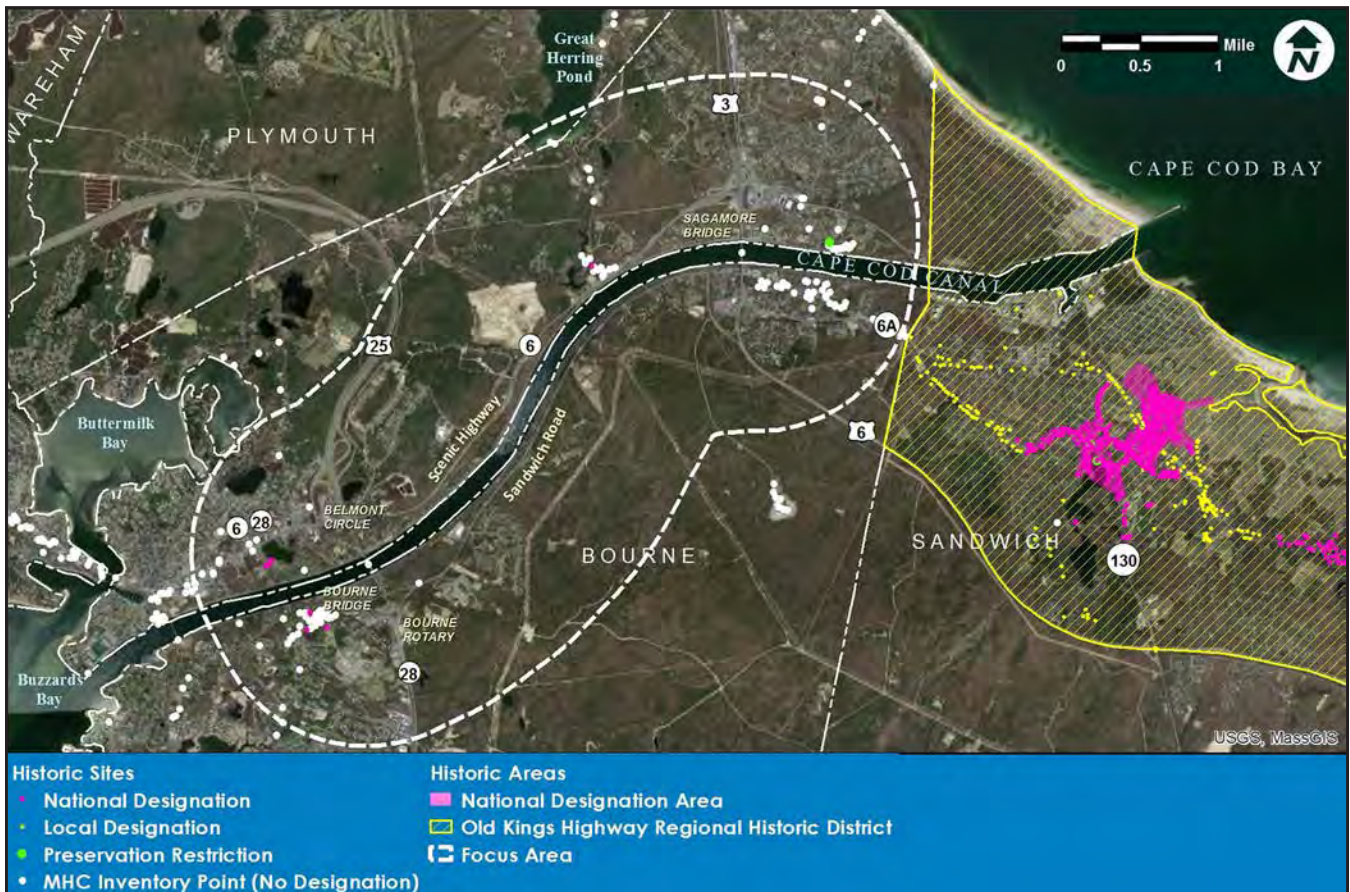 Great
Herring
Pond
WAREHAM
PLYMOUTH
3
Mile
0 0.5 1
N
CAPE COD BAY
SAGAMORE
BRIDGE
CAPE COD CANAL
6A
25
6
Buttermilk
Bay
Scenic Highway
Sandwich Road
6
BELMONT
CIRCLE
6 28
BOURNE
SANDWICH
130
BOURNE
BRIDGE
BOURNE
ROTARY
28
Buzzards
Bay
USGS, MassGIS
Historic Sites
National Designation
Local Designation
Preservation Restriction
MHC Inventory Point (No Designation)
Historic Areas
National Designation Area
Old Kings Highway Regional Historic District
Focus Area